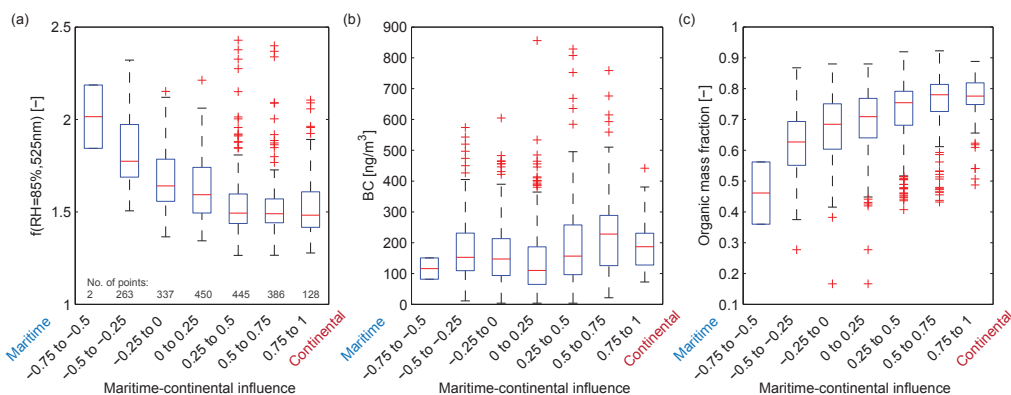 (a)
2.5
2
1.5
1
f(RH=85%,525nm) [−]
No. of points:
2 263 337 450 445 386 128
Maritime
−0.75 to −0.5
−0.5 to −0.25
−0.25 to 0
0 to 0.25
0.25 to 0.5
0.5 to 0.75
0.75 to 1
Continental
Maritime-continental influence
(b)
900
800
700
600
500
400
300
200
100
0
BC [ng/m³]
Maritime
−0.75 to −0.5
−0.5 to −0.25
−0.25 to 0
0 to 0.25
0.25 to 0.5
0.5 to 0.75
0.75 to 1
Continental
Maritime-continental influence
(c)
1
0.9
0.8
0.7
0.6
0.5
0.4
0.3
0.2
0.1
Organic mass fraction [−]
Maritime
−0.75 to −0.5
−0.5 to −0.25
−0.25 to 0
0 to 0.25
0.25 to 0.5
0.5 to 0.75
0.75 to 1
Continental
Maritime-continental influence